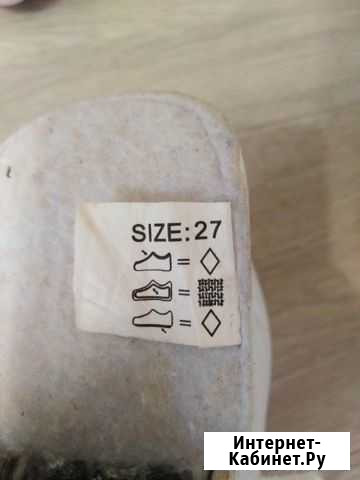 SIZE: 27
=
=
=
Интернет-
Кабинет.Ру